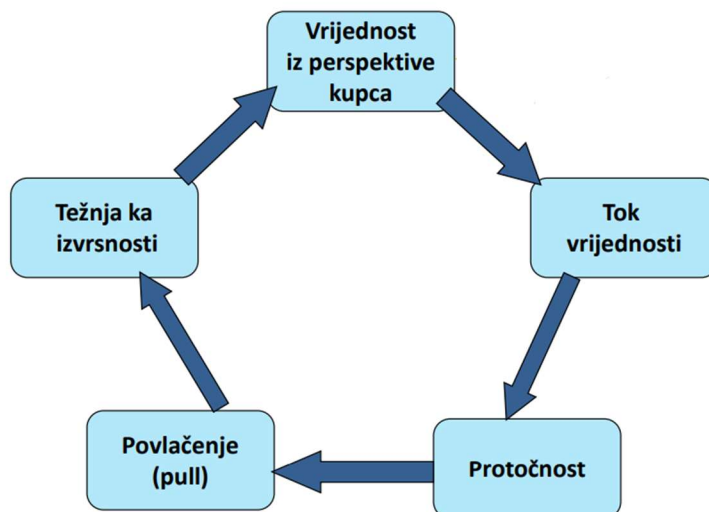 Vrijednost
iz perspektive
kupca
Tok
vrijednosti
Protočnost
Povlačenje
(pull)
Težnja ka
izvrsnosti